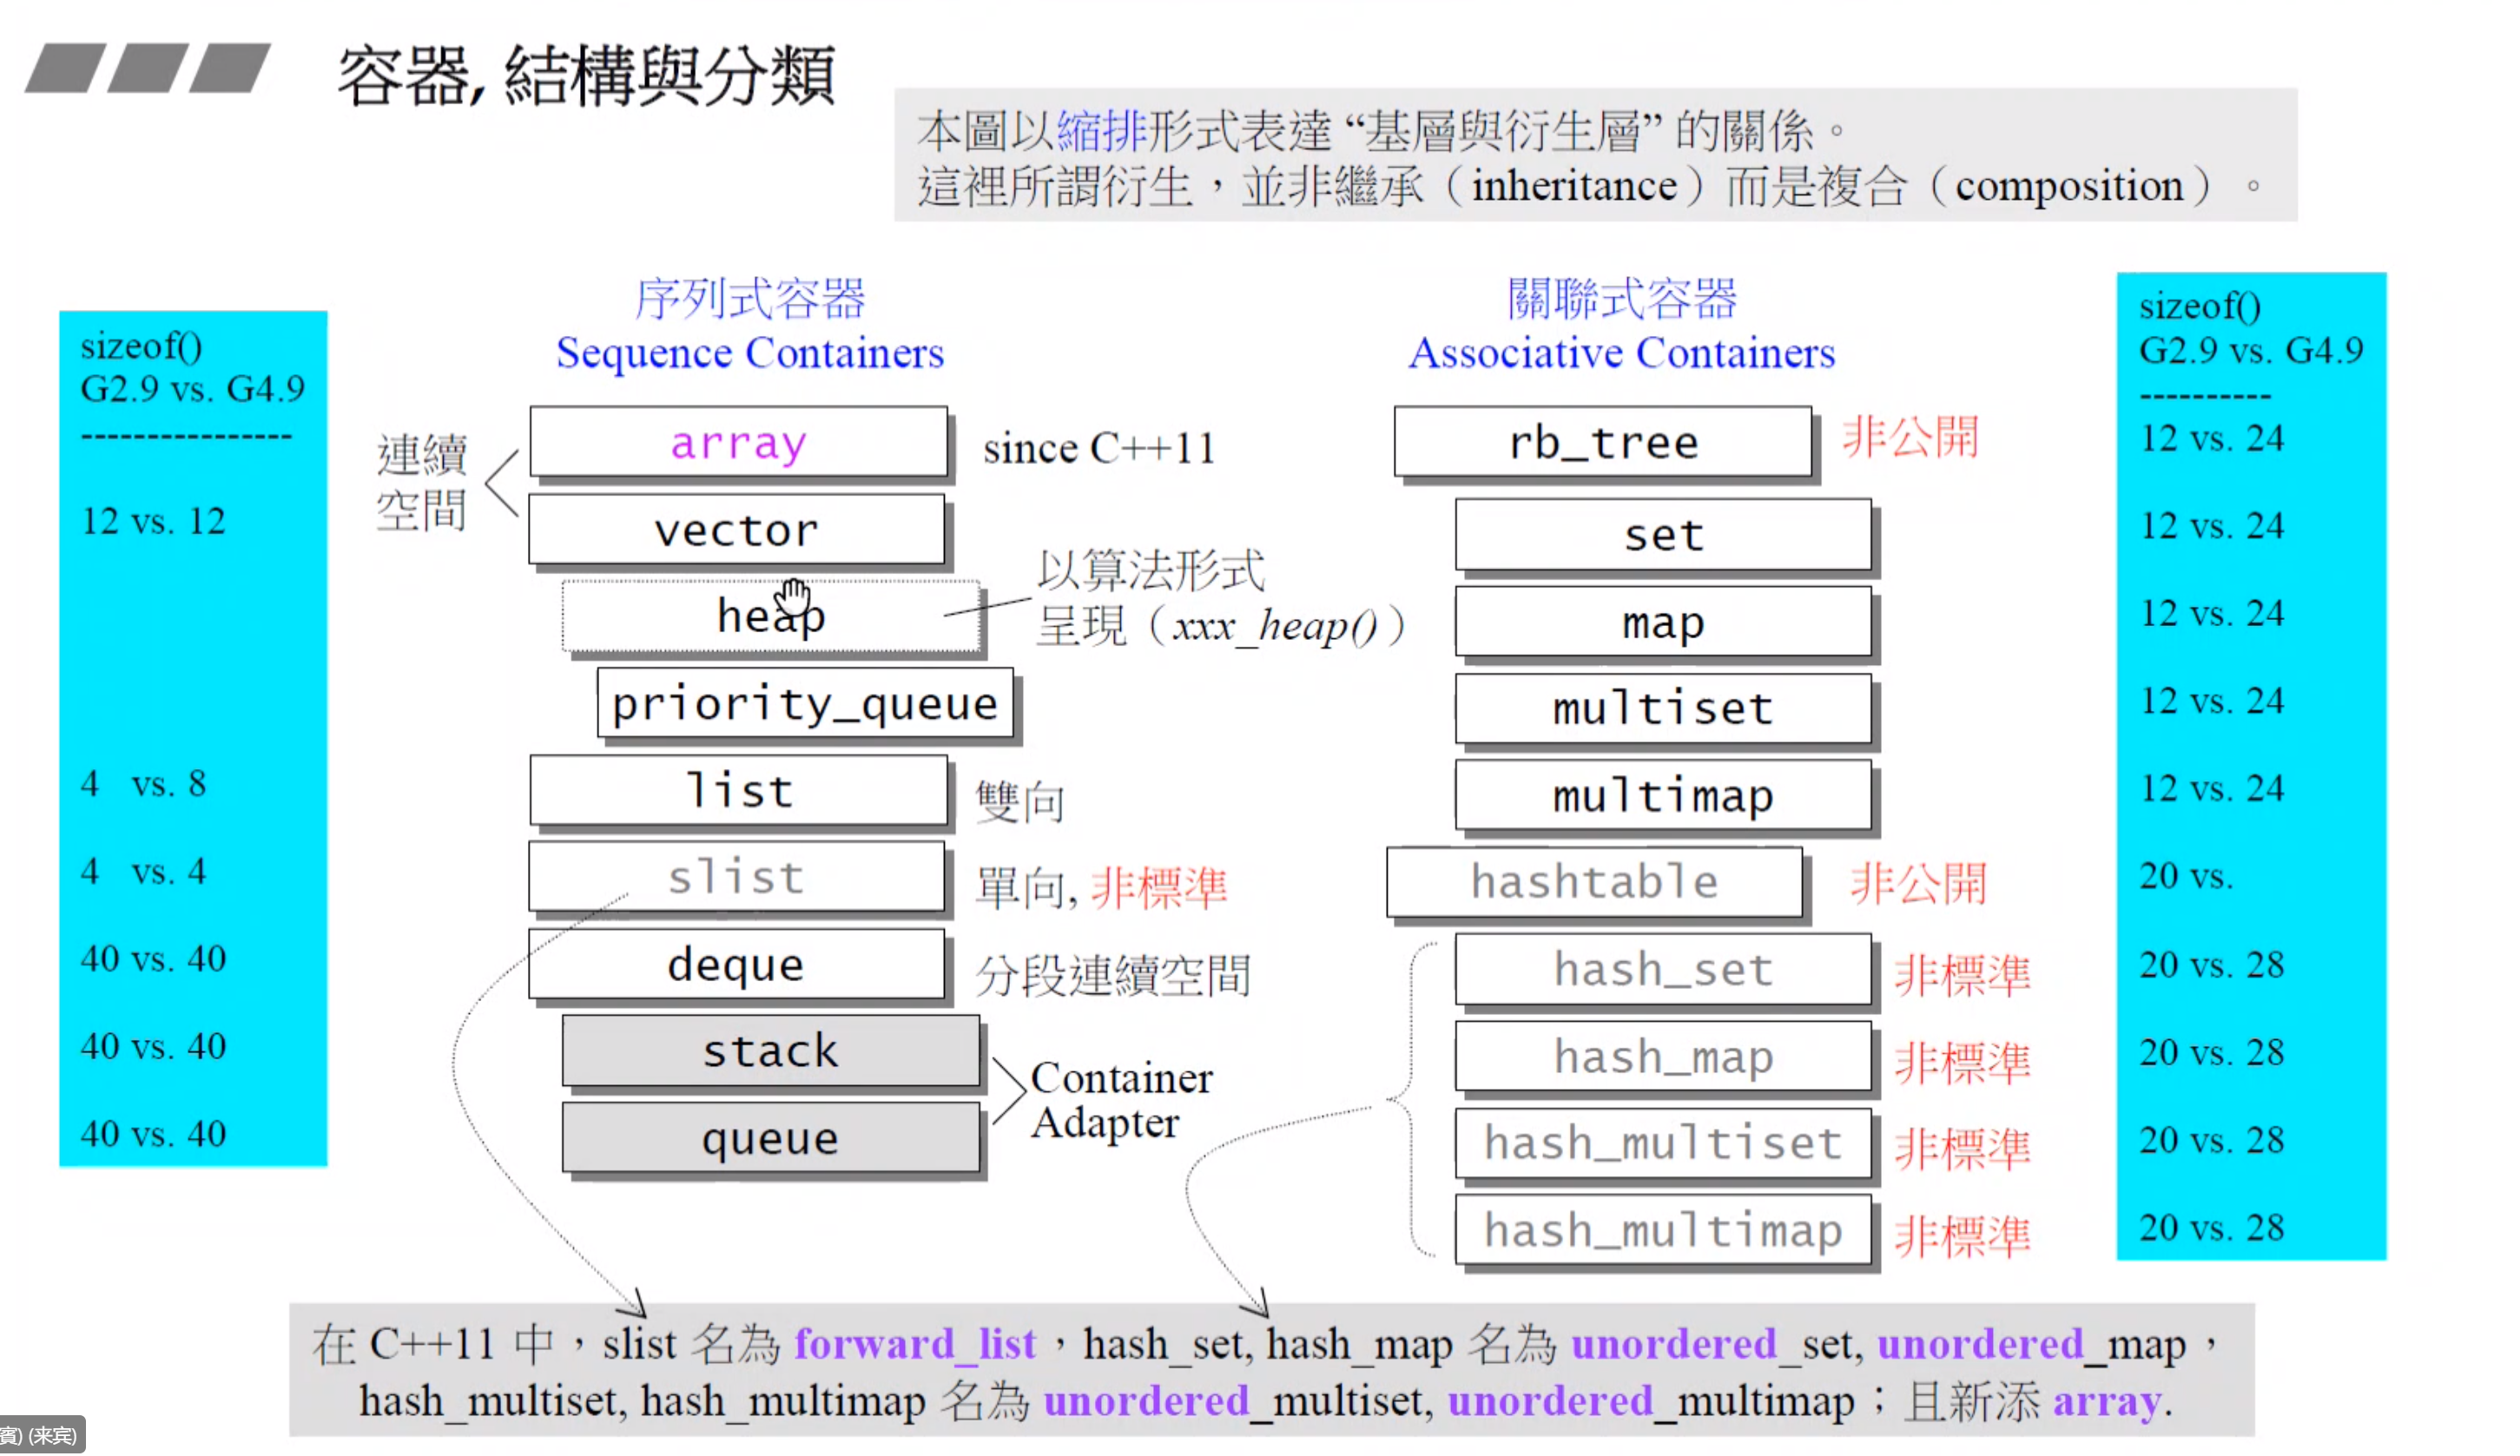 容器, 結構與分類
本圖以縮排形式表達 “基層與衍生層” 的關係。
這裡所謂衍生，並非繼承（inheritance）而是複合（composition）。
sizeof()
G2.9 vs. G4.9
----------------
12 vs. 12
4 vs. 8
4 vs. 4
40 vs. 40
40 vs. 40
40 vs. 40
序列式容器
Sequence Containers
連續
空間
array
since C++11
vector
heap
以算法形式
呈現（xxx_heap()）
priority_queue
list
雙向
slist
單向, 非標準
deque
分段連續空間
stack
queue
Container
Adapter
關聯式容器
Associative Containers
rb_tree
非公開
set
map
multiset
multimap
hashtable
非公開
hash_set
非標準
hash_map
非標準
hash_multiset
非標準
hash_multimap
非標準
sizeof()
G2.9 vs. G4.9
----------
12 vs. 24
12 vs. 24
12 vs. 24
12 vs. 24
12 vs. 24
20 vs.
20 vs. 28
20 vs. 28
20 vs. 28
20 vs. 28
在 C++11 中，slist 名為 forward_list，hash_set, hash_map 名為 unordered_set, unordered_map，
hash_multiset, hash_multimap 名為 unordered_multiset, unordered_multimap；且新添 array.
賓) (来宾)